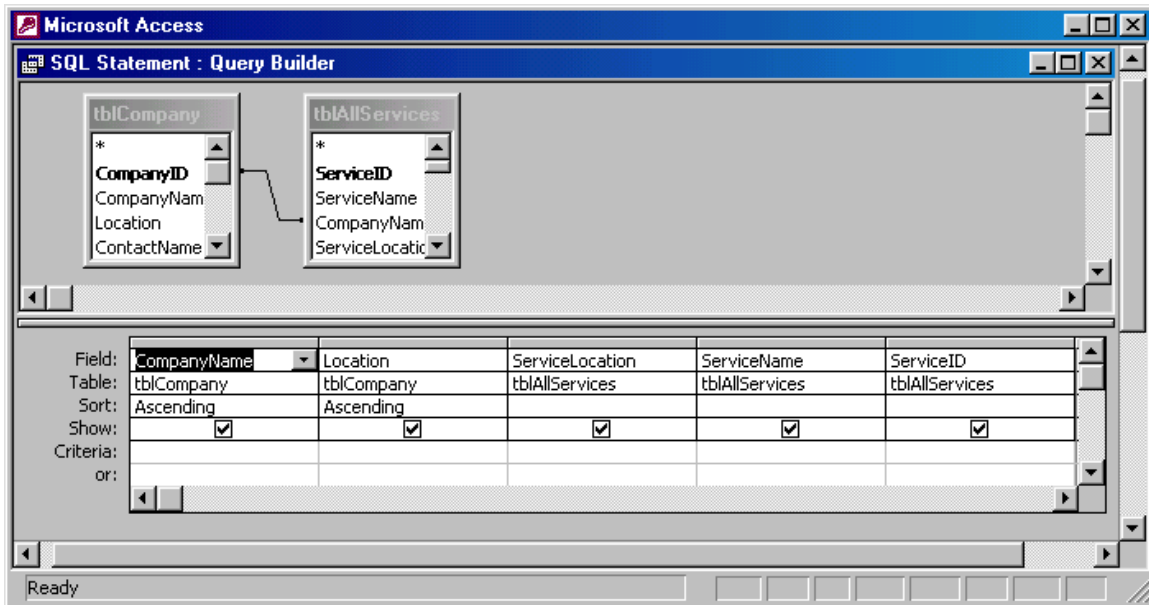 Microsoft Access
SQL Statement : Query Builder
tblCompany tblAllServices
* *
CompanyID ServiceID
CompanyNam ServiceName
Location CompanyNam
ContactName ServiceLocatic
Field: CompanyName Location ServiceLocation ServiceName ServiceID
Table: tblCompany tblCompany tblAllServices tblAllServices tblAllServices
Sort: Ascending Ascending
Show:
Criteria:
or:
Ready